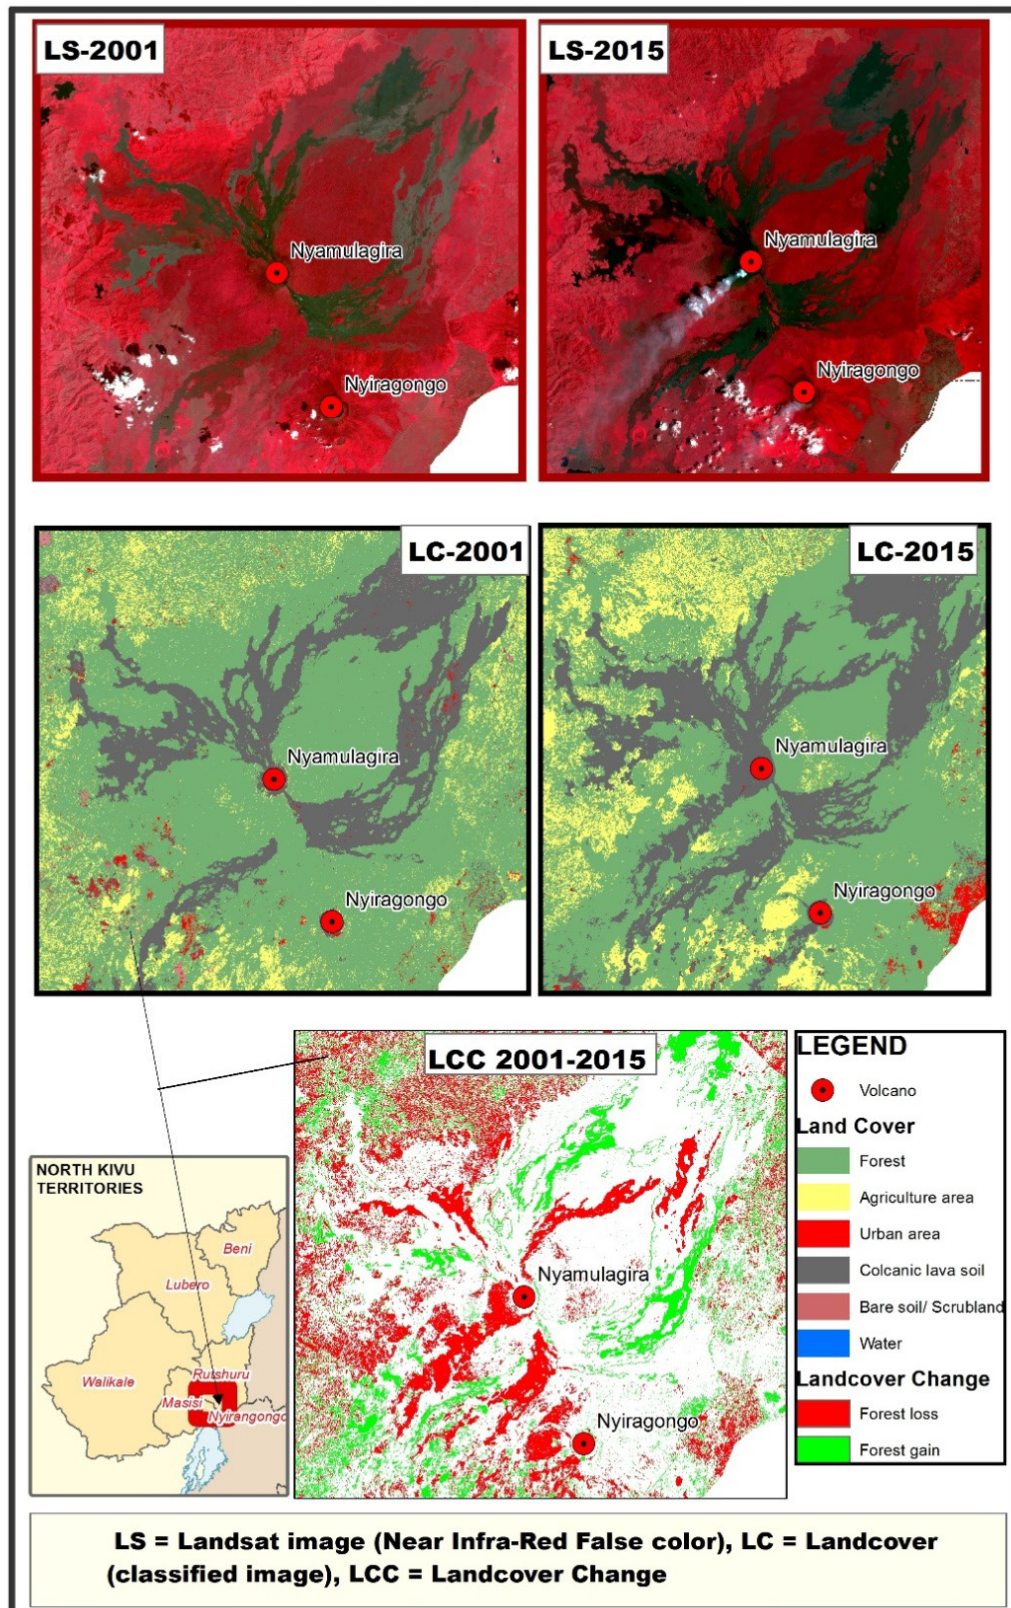 LS-2001
LS-2015
Nyamulagira
Nyamulagira
Nyiragongo
Nyiragongo
LC-2001
LC-2015
Nyamulagira
Nyamulagira
Nyiragongo
Nyiragongo
LCC 2001-2015
Nyamulagira
Nyiragongo
LEGEND
Volcano
Land Cover
Forest
Agriculture area
Urban area
Colcanic lava soil
Bare soil/ Scrubland
Water
Landcover Change
Forest loss
Forest gain
NORTH KIVU
TERRITORIES
Beni
Lubero
Walikale
Rutshuru
Masisi
Nyirangongo
LS = Landsat image (Near Infra-Red False color), LC = Landcover
(classified image), LCC = Landcover Change